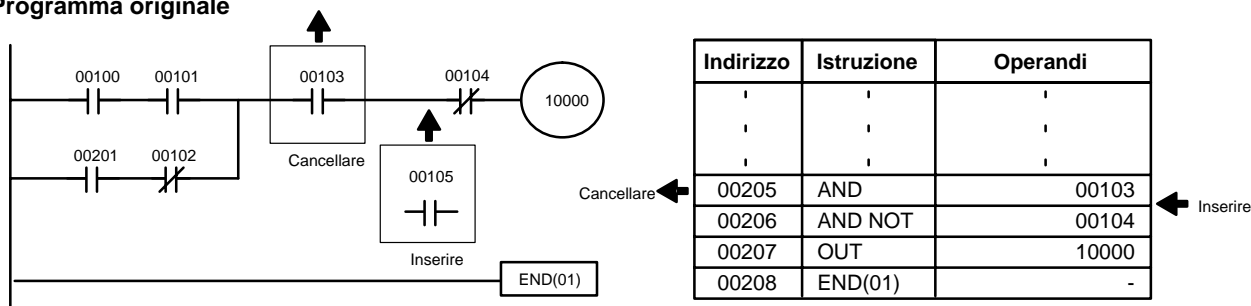 Programma originale
00100 00101 00103 00104
10000
00201 00102
Cancellare
00105
Inserire
END(01)
Indirizzo Istruzione Operandi
Cancellare 00205 AND 00103
Inserire
00206 AND NOT 00104
00207 OUT 10000
00208 END(01) -